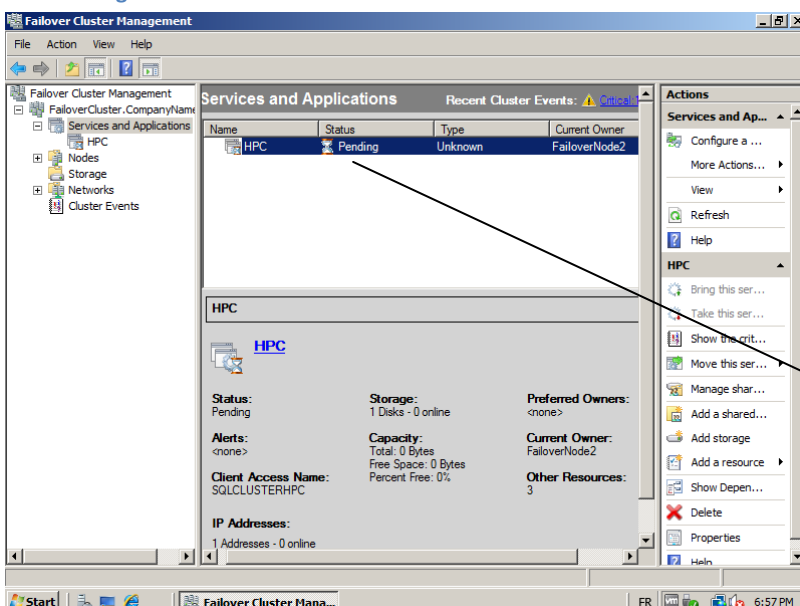 Failover Cluster Management
File Action View Help
Failover Cluster Management
FailoverCluster.CompanyName
Services and Applications
HPC
Nodes
Storage
Networks
Cluster Events
Services and Applications Recent Cluster Events: Critical:
Name Status Type Current Owner
HPC Pending Unknown FailoverNode2
HPC
HPC
Status: Storage: Preferred Owners:
Pending 1 Disks - 0 online <none>
Alerts: Capacity: Current Owner:
<none> Total: 0 Bytes FailoverNode2
Free Space: 0 Bytes
Client Access Name: Percent Free: 0% Other Resources:
SQLCLUSTERHPC 3
IP Addresses:
1 Addresses - 0 online
Actions
Services and Ap...
Configure a ...
More Actions...
View
Refresh
Help
HPC
Bring this ser...
Take this ser...
Show the crit...
Move this ser...
Manage shar...
Add a shared...
Add storage
Add a resource
Show Depen...
Delete
Properties
Help
Start Failover Cluster Mana... FR 6:57 PM